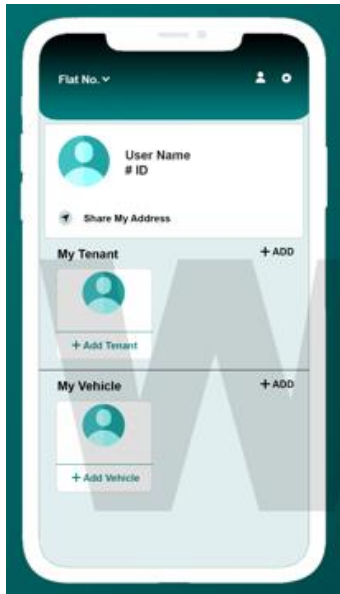 Flat No.
User Name
# ID
Share My Address
My Tenant
+ ADD
+ Add Tenant
My Vehicle
+ ADD
+ Add Vehicle
W